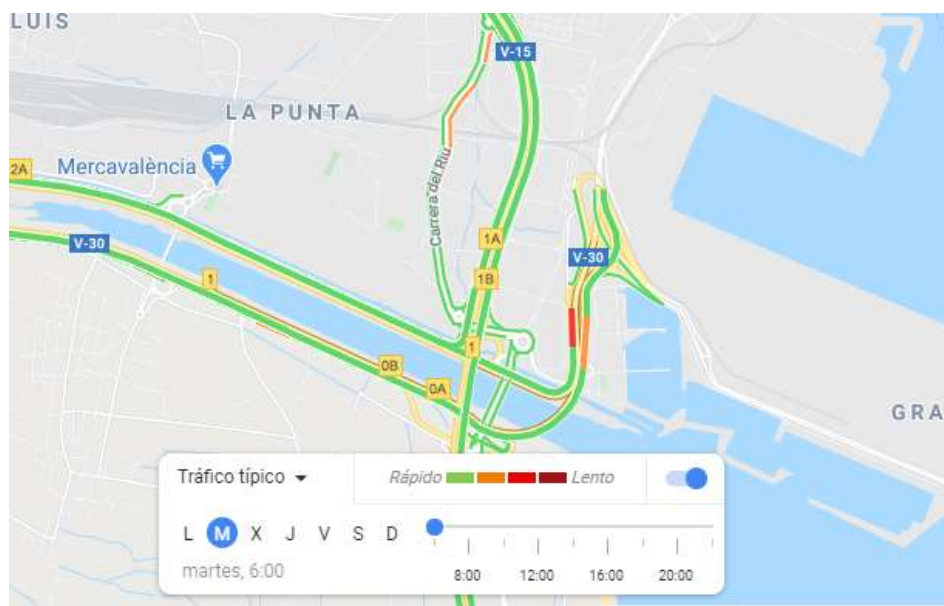 LUIS
V-15
LA PUNTA
Mercavalència
2A
Carrera del Riu
1A
V-30
V-30
1B
1
1
0B
0A
GRA
Tráfico típico
Rápido
Lento
L M X J V S D
martes, 6:00
8:00 12:00 16:00 20:00